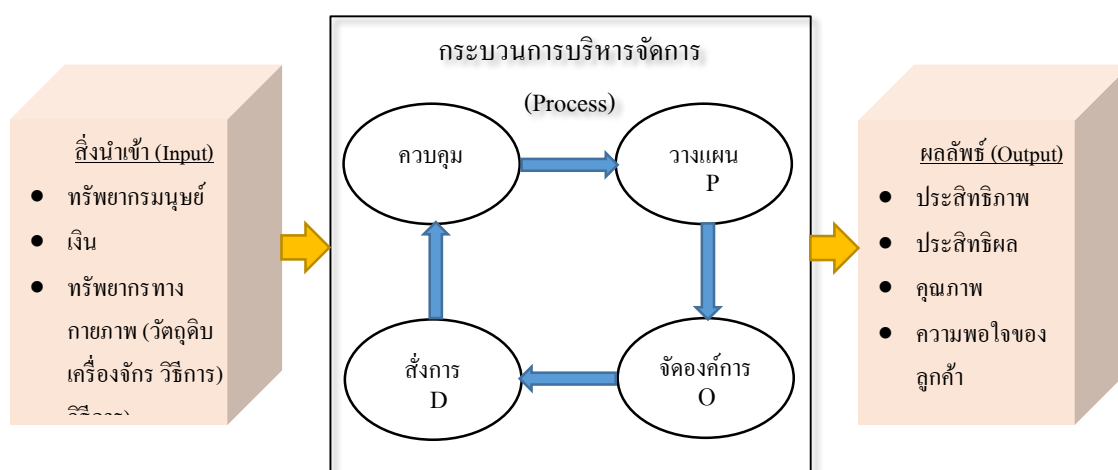 สิ่งนำเข้า (Input)
● ทรัพยากรมนุษย์
● เงิน
● ทรัพยากรทาง
กายภาพ (วัตถุดิบ
เครื่องจักร วิธีการ)
กระบวนการบริหารจัดการ
(Process)
ควบคุม
วางแผน
P
สั่งการ
D
จัดองค์การ
O
ผลลัพธ์ (Output)
● ประสิทธิภาพ
● ประสิทธิผล
● คุณภาพ
● ความพอใจของ
ลูกค้า